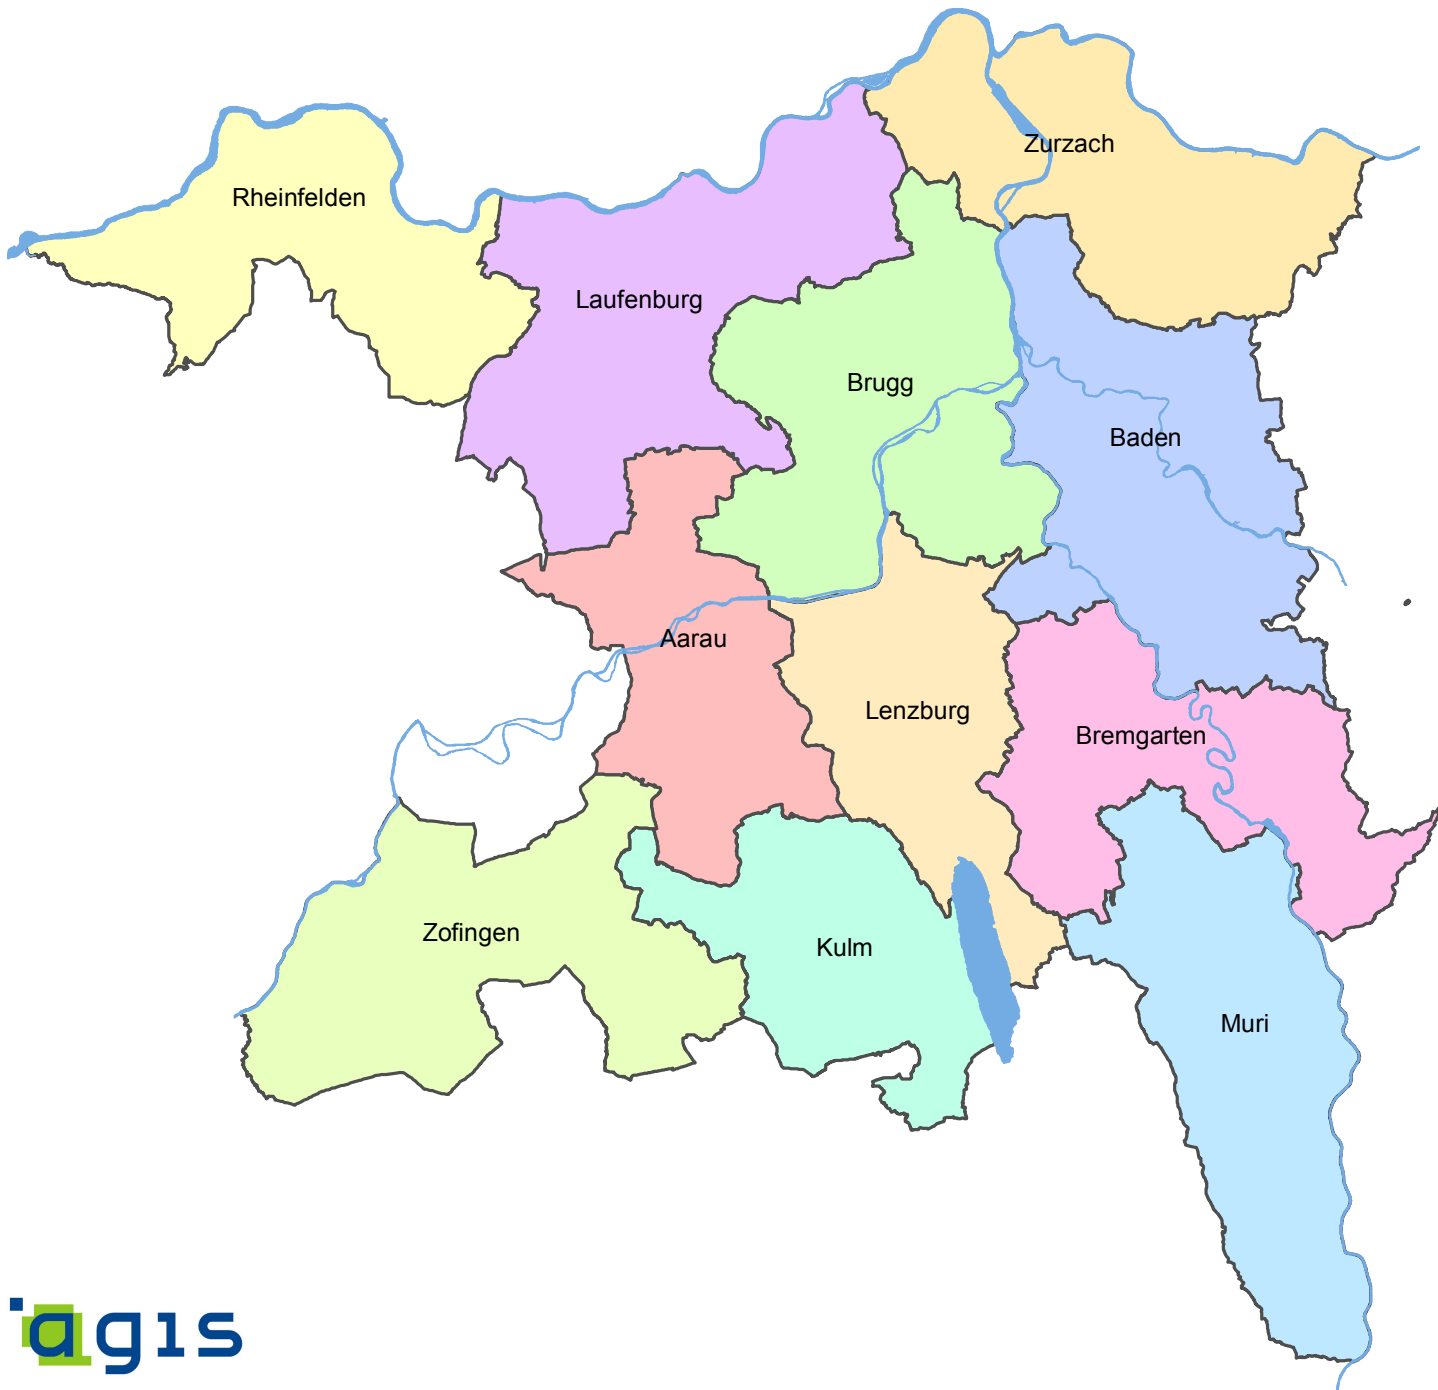 Zurzach
Rheinfelden
Laufenburg
Brugg
Baden
Aarau
Lenzburg
Bremgarten
Zofingen
Kulm
Muri
agis